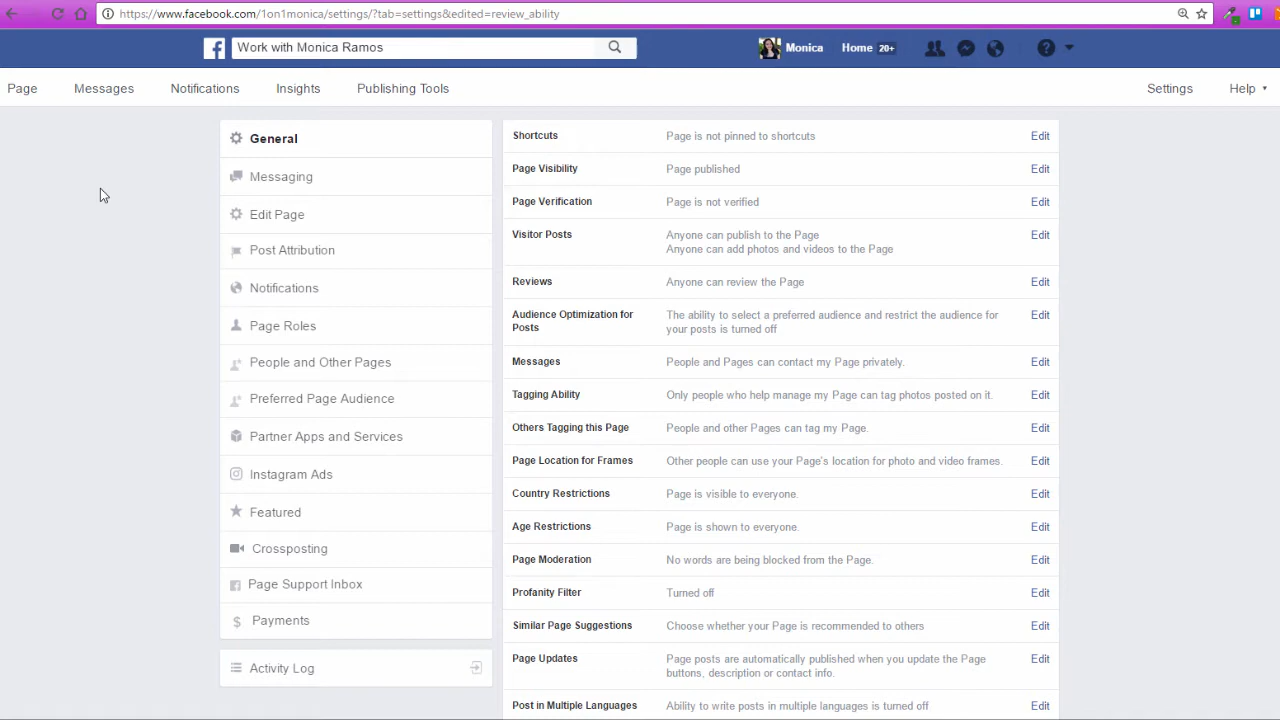 https://www.facebook.com/1on1monica/settings/?tab=settings&edited=review_ability
Work with Monica Ramos
Monica
Home 20+
Page
Messages
Notifications
Insights
Publishing Tools
Settings
Help
General
Messaging
Edit Page
Post Attribution
Notifications
Page Roles
People and Other Pages
Preferred Page Audience
Partner Apps and Services
Instagram Ads
Featured
Crossposting
Page Support Inbox
Payments
Activity Log
Shortcuts Page is not pinned to shortcuts Edit
Page Visibility Page published Edit
Page Verification Page is not verified Edit
Visitor Posts Anyone can publish to the Page Edit
Anyone can add photos and videos to the Page
Reviews Anyone can review the Page Edit
Audience Optimization for The ability to select a preferred audience and restrict the audience for Edit
Posts your posts is turned off
Messages People and Pages can contact my Page privately. Edit
Tagging Ability Only people who help manage my Page can tag photos posted on it. Edit
Others Tagging this Page People and other Pages can tag my Page. Edit
Page Location for Frames Other people can use your Page's location for photo and video frames. Edit
Country Restrictions Page is visible to everyone. Edit
Age Restrictions Page is shown to everyone. Edit
Page Moderation No words are being blocked from the Page. Edit
Profanity Filter Turned off Edit
Similar Page Suggestions Choose whether your Page is recommended to others Edit
Page Updates Page posts are automatically published when you update the Page Edit
buttons, description or contact info.
Post in Multiple Languages Ability to write posts in multiple languages is turned off Edit